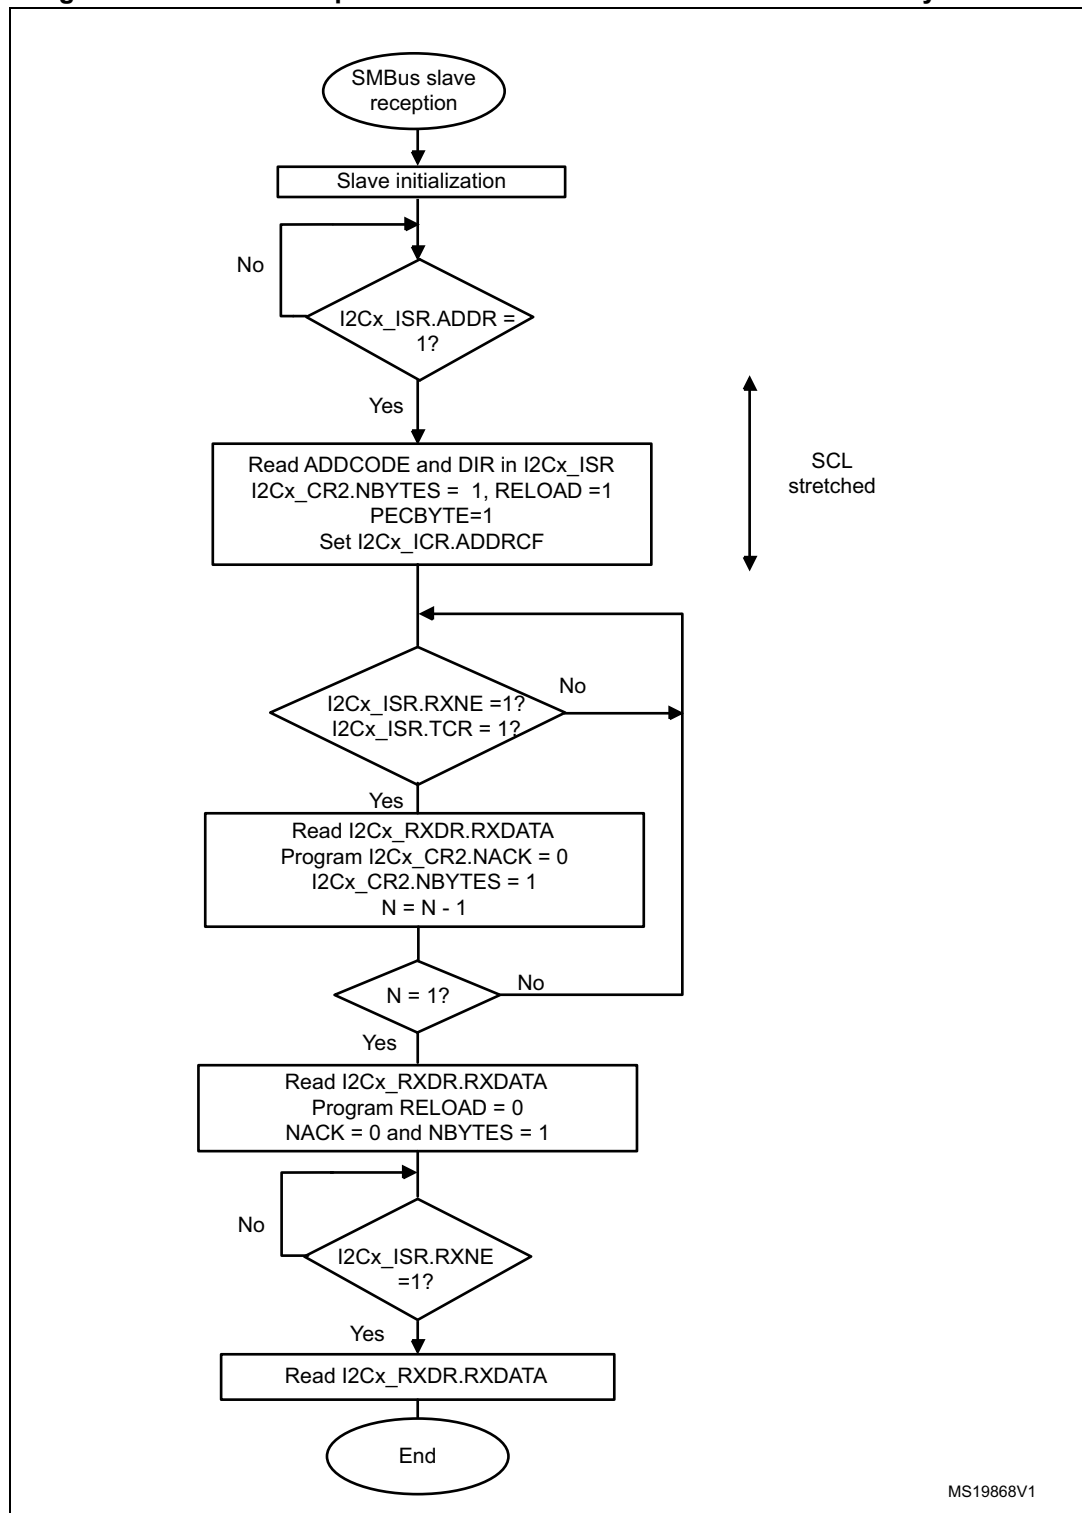 SMBus slave
reception
Slave initialization
No
I2Cx_ISR.ADDR =
1?
Yes
Read ADDCODE and DIR in I2Cx_ISR
I2Cx_CR2.NBYTES = 1, RELOAD =1
PECBYTE=1
Set I2Cx_ICR.ADDRCF
SCL
stretched
I2Cx_ISR.RXNE =1?
I2Cx_ISR.TCR = 1?
No
Yes
Read I2Cx_RXDR.RXDATA
Program I2Cx_CR2.NACK = 0
I2Cx_CR2.NBYTES = 1
N = N - 1
N = 1?
No
Yes
Read I2Cx_RXDR.RXDATA
Program RELOAD = 0
NACK = 0 and NBYTES = 1
No
I2Cx_ISR.RXNE
=1?
Yes
Read I2Cx_RXDR.RXDATA
End
MS19868V1